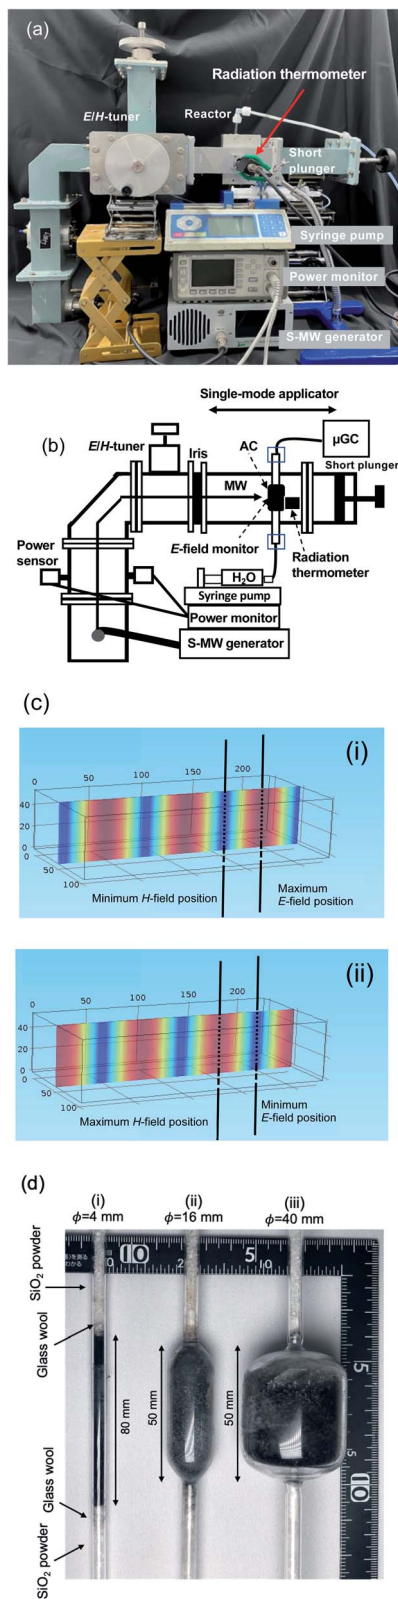 (a)
Radiation thermometer
E/H-tuner
Reactor
Short
plunger
Syringe pump
Power monitor
S-MW generator
(b)
Single-mode applicator
E/H-tuner
Iris
AC
μGC
Short plunger
MW
E-field monitor
Radiation
thermometer
Power
sensor
H2O
Syringe pump
Power monitor
S-MW generator
(c)
(i)
0 50 100 150 200
40
20
0
0
50
100
Minimum H-field position
Maximum
E-field position
(ii)
0 50 100 150 200
40
20
0
0
50
100
Maximum H-field position
Minimum
E-field position
(d)
(i) (ii) (iii)
ϕ=4 mm ϕ=16 mm ϕ=40 mm
SiO2 powder
Glass wool
80 mm
50 mm
50 mm
Glass wool
SiO2 powder
10
5
10
5
10